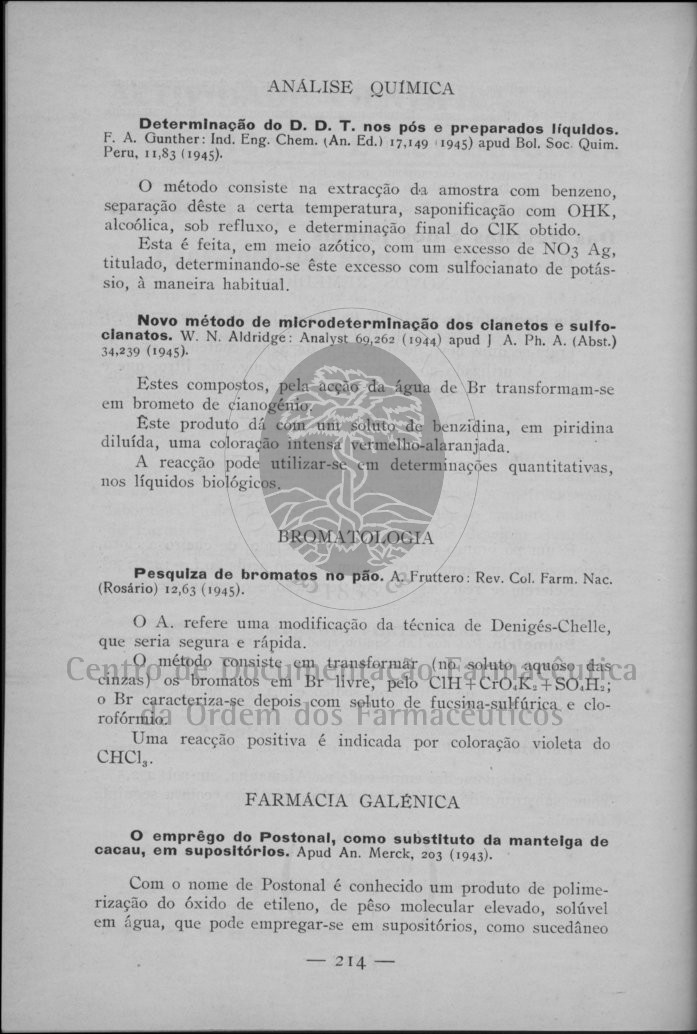 ANÁLISE QUÍMICA
Determinação do D. D. T. nos pós e preparados líquidos.
F. A. Gunther: Ind. Eng. Chem. (An. Ed.) 17,149 1945) apud Bol. Soc. Quim.
Peru, 11,83 (1945).
O método consiste na extracção da amostra com benzeno,
separação dêste a certa temperatura, saponificação com OHK,
alcoólica, sob refluxo, e determinação final do ClK obtido.
Esta é feita, em meio azótico, com um excesso de NO3 Ag,
titulado, determinando-se êste excesso com sulfocianato de potás-
sio, à maneira habitual.
Novo método de microdeterminação dos cianetos e sulfo-
cianatos. W. N. Aldridge: Analyst 69,262 (1944) apud J A. Ph. A. (Abst.)
34,239 (1945).
Estes compostos, pela acção da água de Br transformam-se
em brometo de cianogénio.
Êste produto dá com um soluto de benzidina, em piridina
diluída, uma coloração intensa vermelho-alaranjada.
A reacção pode utilizar-se em determinações quantitativas,
nos líquidos biológicos.
BROMATOLOGIA
Pesquiza de bromatos no pão. A. Fruttero: Rev. Col. Farm. Nac.
(Rosário) 12,63 (1945).
O A. refere uma modificação da técnica de Denigés-Chelle,
que seria segura e rápida.
O método consiste em transformar (no soluto aquoso das
cinzas) os bromatos em Br livre, pelo ClH + CrO₄K₂ + SO₄H₂;
o Br caracteriza-se depois com soluto de fucsina-sulfúrica e clo-
rofórmio.
Centro de Documentação Farmacêutica
da Ordem dos Farmacêuticos
Uma reacção positiva é indicada por coloração violeta do
CHCl₃.
FARMÁCIA GALÉNICA
O emprêgo do Postonal, como substituto da manteiga de
cacau, em supositórios. Apud An. Merck, 203 (1943).
Com o nome de Postonal é conhecido um produto de polime-
rização do óxido de etileno, de pêso molecular elevado, solúvel
em água, que pode empregar-se em supositórios, como sucedâneo
— 214 —